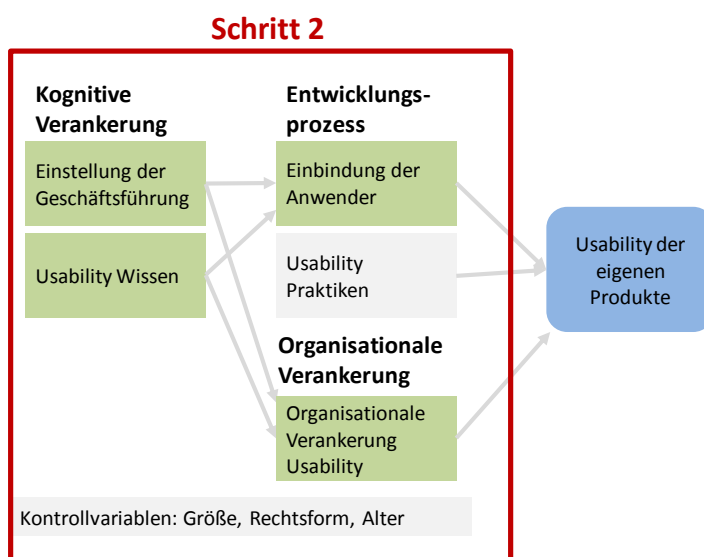 Schritt 2
Kognitive
Verankerung
Einstellung der
Geschäftsführung
Usability Wissen
Entwicklungs-
prozess
Einbindung der
Anwender
Usability
Praktiken
Organisationale
Verankerung
Organisationale
Verankerung
Usability
Usability der
eigenen
Produkte
Kontrollvariablen: Größe, Rechtsform, Alter